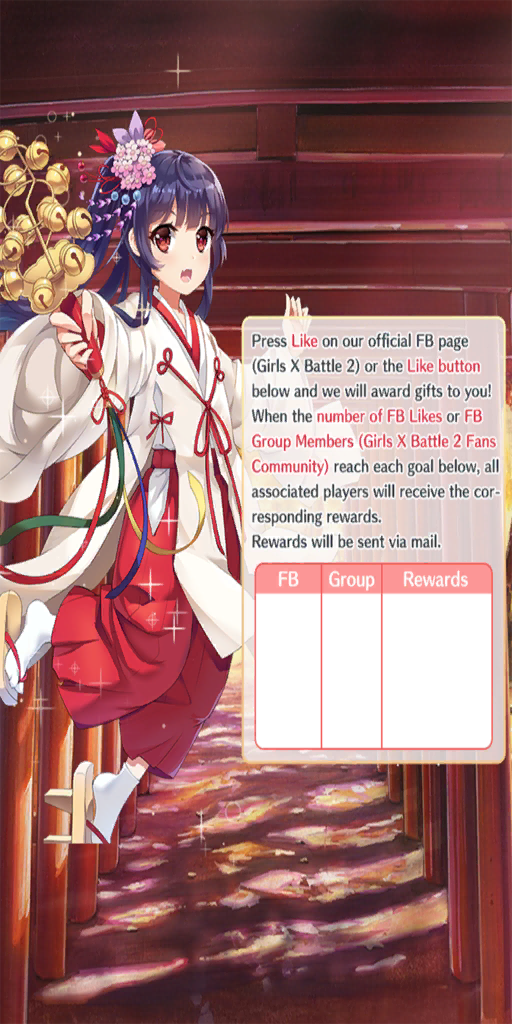 Press Like on our official FB page
(Girls X Battle 2) or the Like button
below and we will award gifts to you!
When the number of FB Likes or FB
Group Members (Girls X Battle 2 Fans
Community) reach each goal below, all
associated players will receive the cor-
responding rewards.
Rewards will be sent via mail.
FB Group Rewards